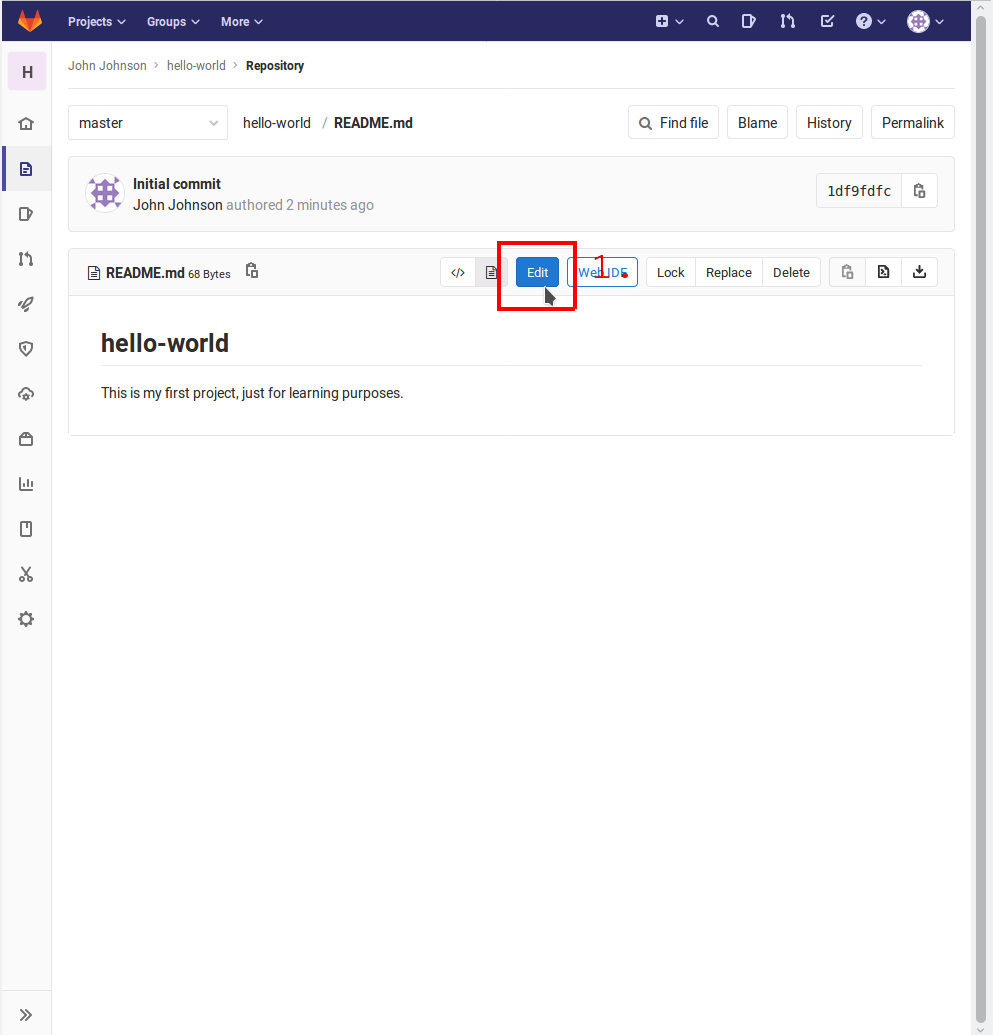 Projects Groups More
H
John Johnson › hello-world › Repository
master hello-world / README.md Find file Blame History Permalink
Initial commit
John Johnson authored 2 minutes ago
1df9fdfc
README.md 68 Bytes </> Edit Web IDE 1. Lock Replace Delete
hello-world
This is my first project, just for learning purposes.